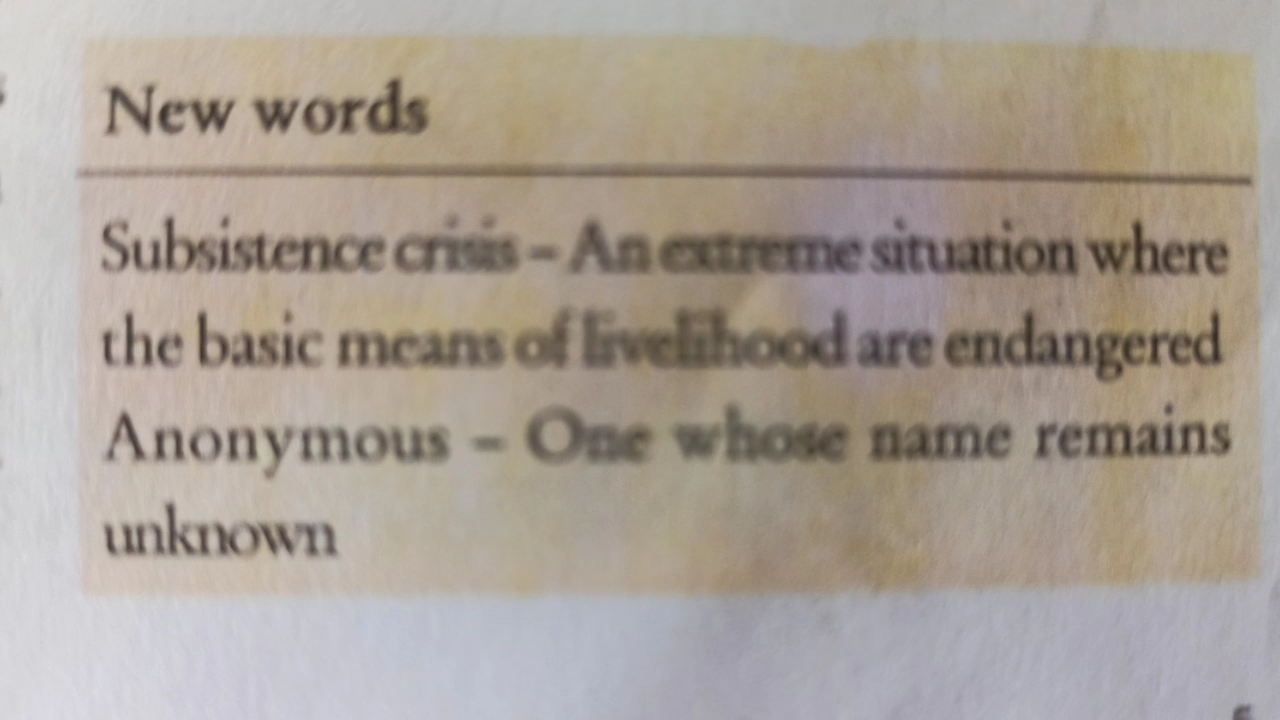 New words
Subsistence crisis – An extreme situation where
the basic means of livelihood are endangered
Anonymous – One whose name remains
unknown